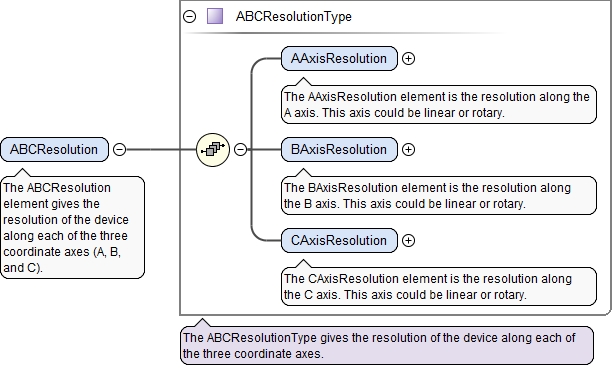 ABCResolutionType
AAxisResolution
The AAxisResolution element is the resolution along the
A axis. This axis could be linear or rotary.
ABCResolution
The ABCResolution
element gives the
resolution of the device
along each of the three
coordinate axes (A, B,
and C).
BAxisResolution
The BAxisResolution element is the resolution along
the B axis. This axis could be linear or rotary.
CAxisResolution
The CAxisResolution element is the resolution along
the C axis. This axis could be linear or rotary.
The ABCResolutionType gives the resolution of the device along each of
the three coordinate axes.